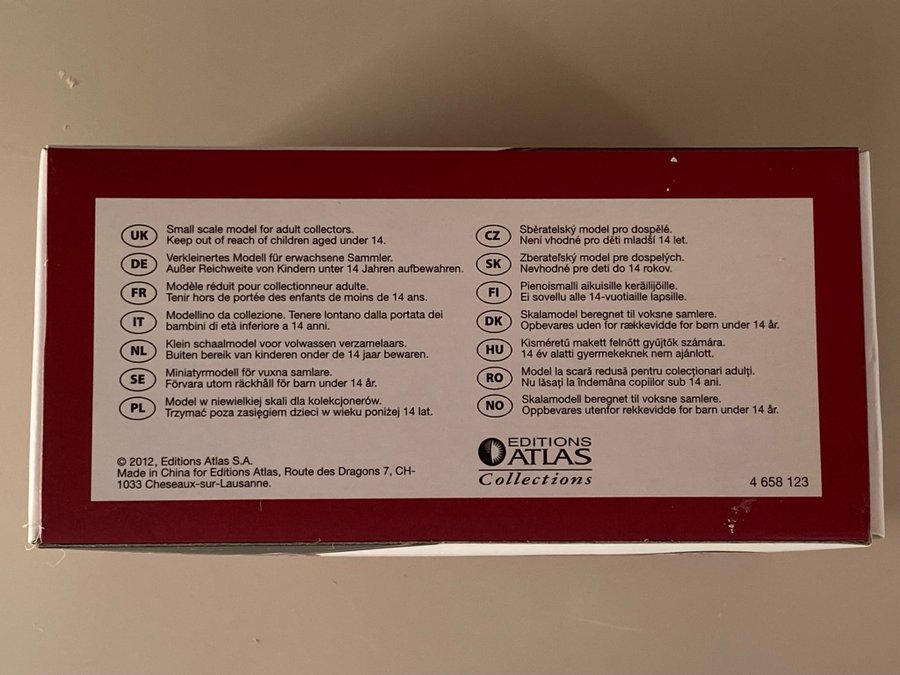 UK
Small scale model for adult collectors.
Keep out of reach of children aged under 14.
DE
Verkleinertes Modell für erwachsene Sammler.
Außer Reichweite von Kindern unter 14 Jahren aufbewahren.
FR
Modèle réduit pour collectionneur adulte.
Tenir hors de portée des enfants de moins de 14 ans.
IT
Modellino da collezione. Tenere lontano dalla portata dei
bambini di età inferiore a 14 anni.
NL
Klein schaalmodel voor volwassen verzamelaars.
Buiten bereik van kinderen onder de 14 jaar bewaren.
SE
Miniatyrmodell för vuxna samlare.
Förvara utom räckhåll för barn under 14 år.
PL
Model w niewielkiej skali dla kolekcjonerów.
Trzymać poza zasięgiem dzieci w wieku poniżej 14 lat.
© 2012, Editions Atlas S.A.
Made in China for Editions Atlas, Route des Dragons 7, CH-
1033 Cheseaux-sur-Lausanne.
CZ
Sběratelský model pro dospělé.
Není vhodné pro děti mladší 14 let.
SK
Zberateľský model pre dospelých.
Nevhodné pre deti do 14 rokov.
FI
Pienoismalli aikuisille keräilijöille.
Ei sovellu alle 14-vuotiaille lapsille.
DK
Skalamodel beregnet til voksne samlere.
Opbevares uden for rækkevidde for børn under 14 år.
HU
Kisméretű makett felnőtt gyűjtők számára.
14 év alatti gyermekeknek nem ajánlott.
RO
Model la scară redusă pentru colecționari adulți.
Nu lăsați la îndemâna copiilor sub 14 ani.
NO
Skalamodell beregnet til voksne samlere.
Oppbevares utenfor rekkevidde for barn under 14 år.
EDITIONS
ATLAS
Collections
4 658 123